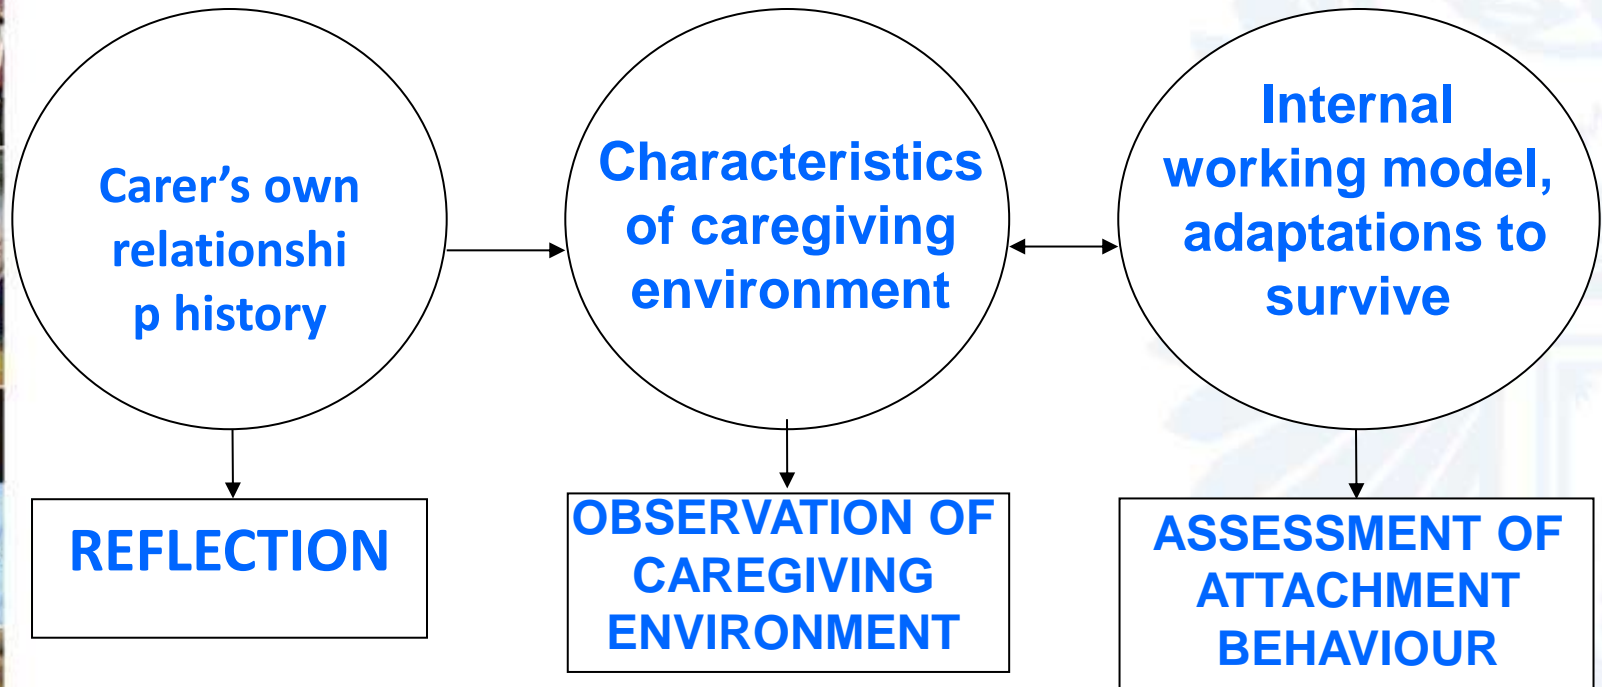 Carer’s own
relationshi
p history
Characteristics
of caregiving
environment
Internal
working model,
adaptations to
survive
REFLECTION
OBSERVATION OF
CAREGIVING
ENVIRONMENT
ASSESSMENT OF
ATTACHMENT
BEHAVIOUR